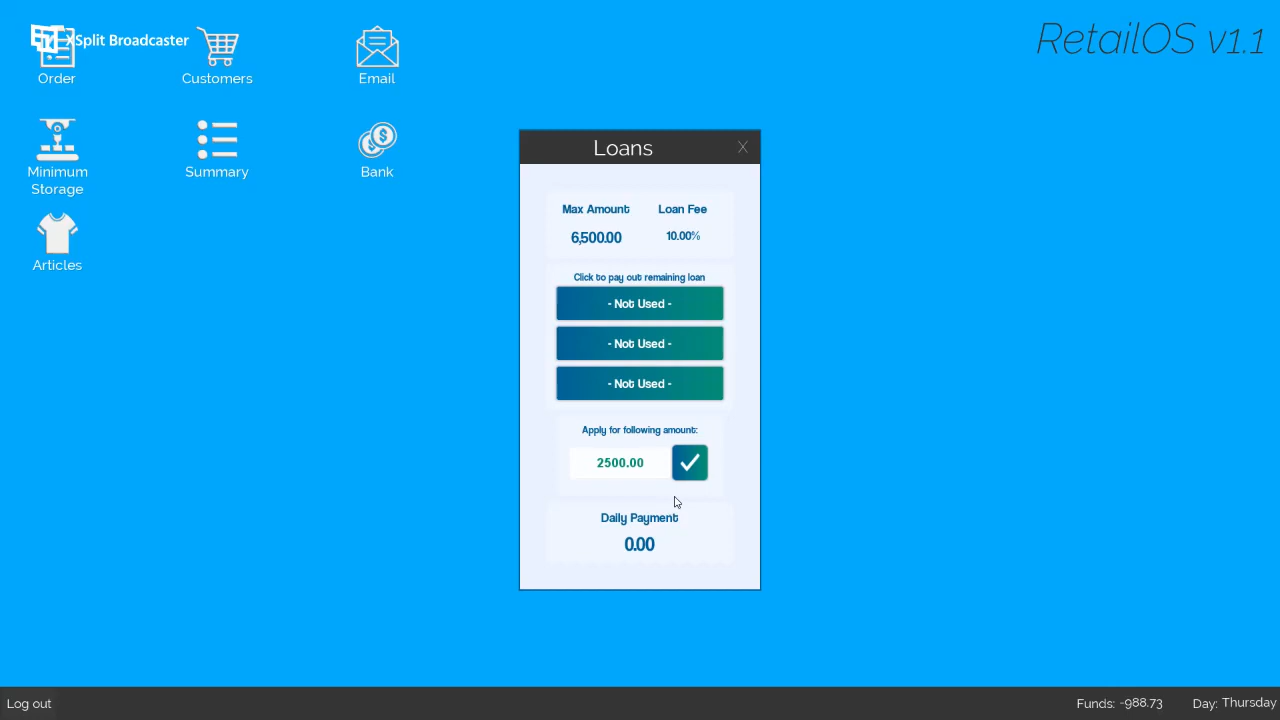 XSplit Broadcaster
RetailOS v1.1
Order
Customers
Email
Minimum
Storage
Summary
Bank
Articles
Loans
X
Max Amount
Loan Fee
6,500.00
10.00%
Click to pay out remaining loan
- Not Used -
- Not Used -
- Not Used -
Apply for following amount:
2500.00
Daily Payment
0.00
Log out
Funds: -988.73
Day: Thursday